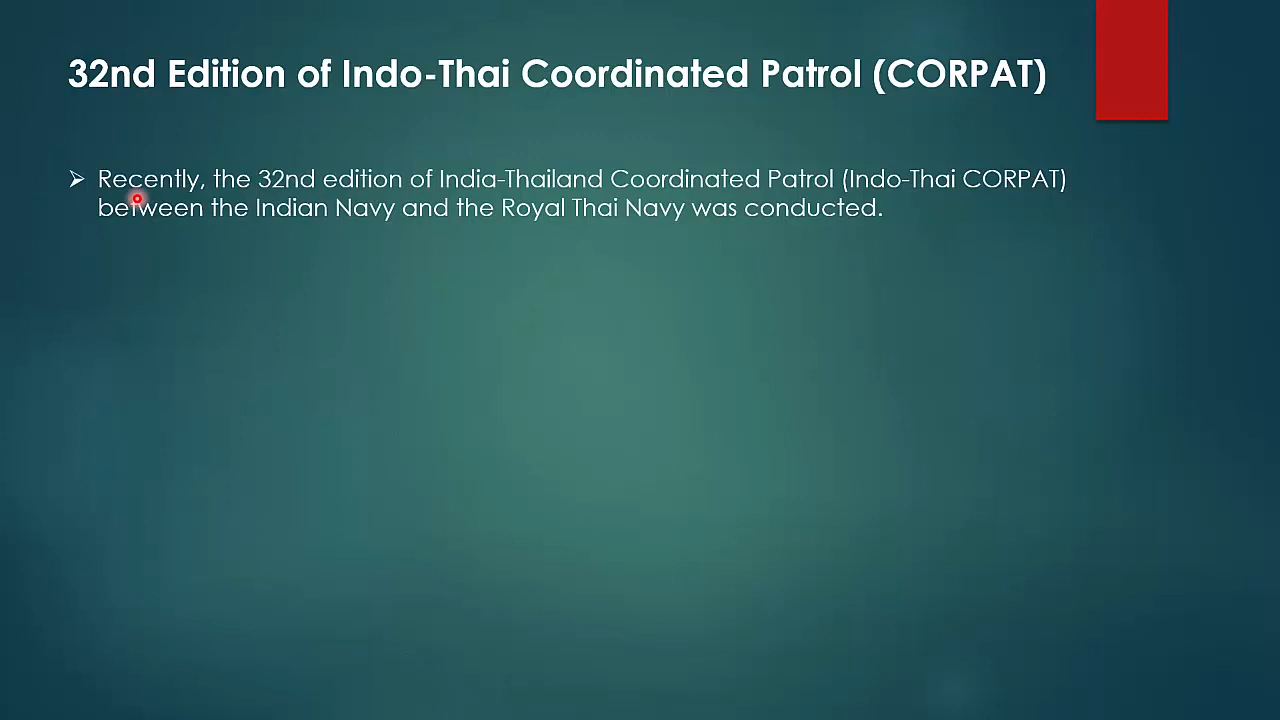 32nd Edition of Indo-Thai Coordinated Patrol (CORPAT)
Recently, the 32nd edition of India-Thailand Coordinated Patrol (Indo-Thai CORPAT)
between the Indian Navy and the Royal Thai Navy was conducted.